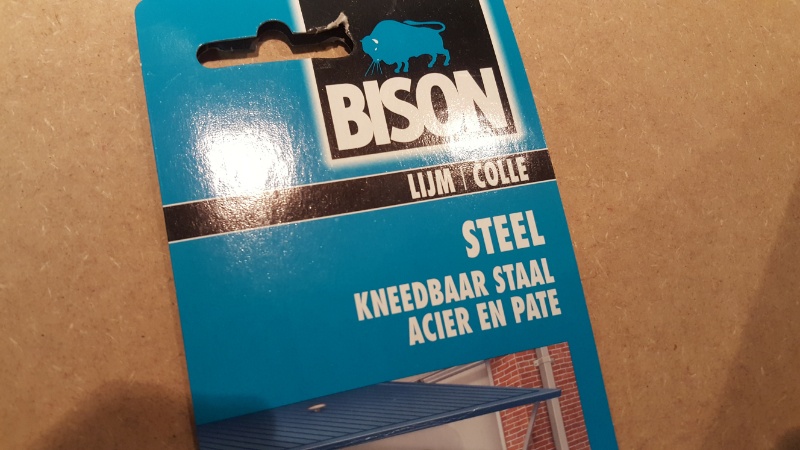 BISON
LIJM | COLLE
STEEL
KNEEDBAAR STAAL
ACIER EN PATE